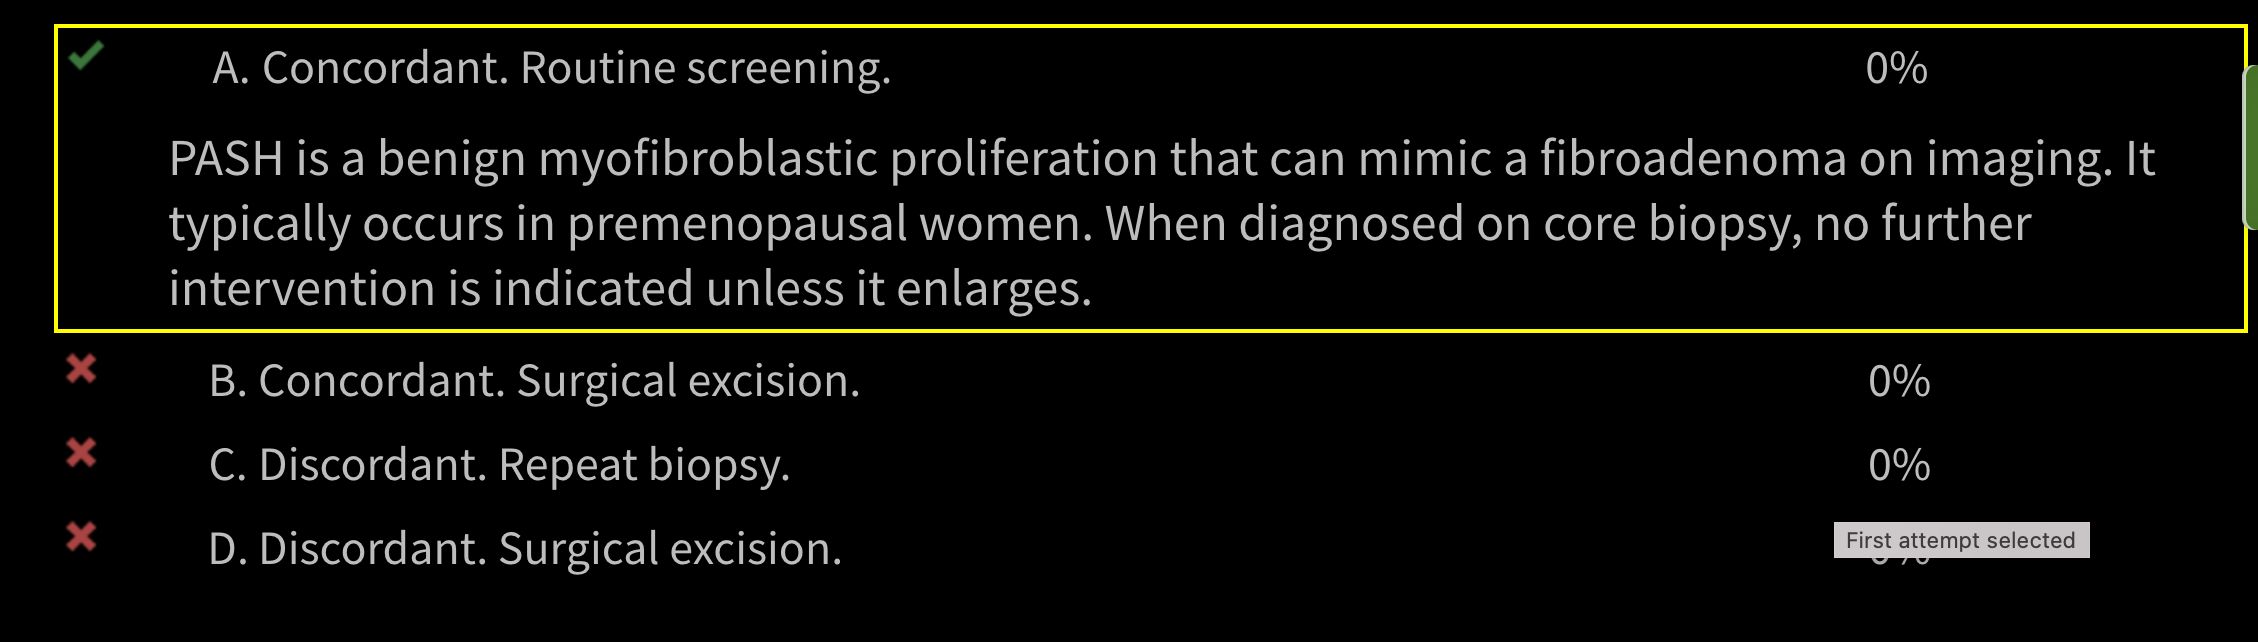 A. Concordant. Routine screening. 0%
PASH is a benign myofibroblastic proliferation that can mimic a fibroadenoma on imaging. It
typically occurs in premenopausal women. When diagnosed on core biopsy, no further
intervention is indicated unless it enlarges.
B. Concordant. Surgical excision. 0%
C. Discordant. Repeat biopsy. 0%
D. Discordant. Surgical excision.
First attempt selected